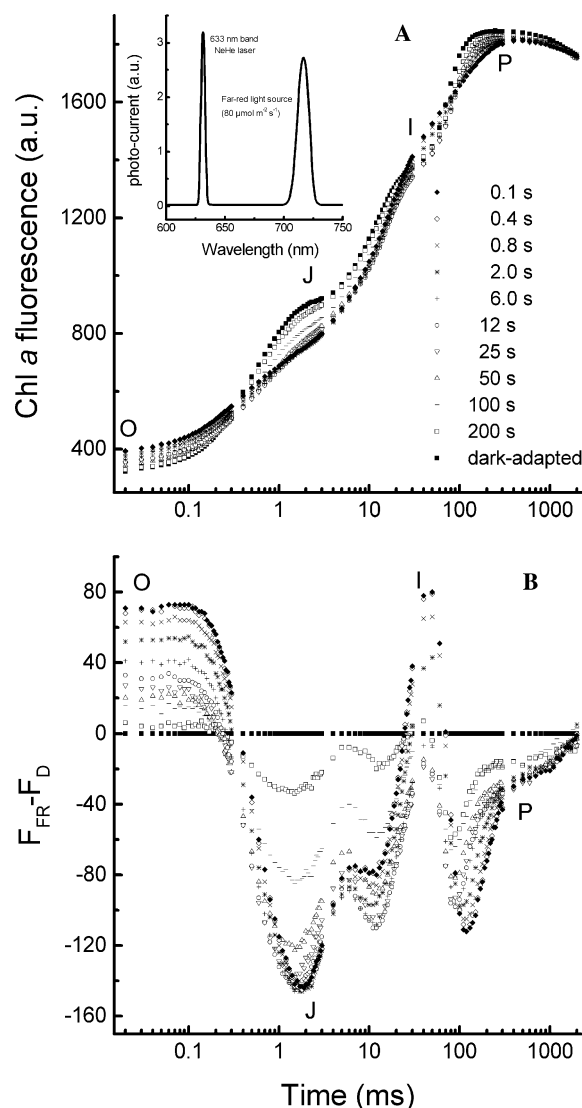 A
633 nm band
NeHe laser
Far-red light source
(80 μmol m⁻² s⁻¹)
photo-current (a.u.)
3
2
1
0
600 650 700 750
Wavelength (nm)
Chl a fluorescence (a.u.)
1800
1400
1200
800
400
O
J
I
P
0.1 s
0.4 s
0.8 s
2.0 s
6.0 s
12 s
25 s
50 s
100 s
200 s
dark-adapted
0.1 1 10 100 1000
B
O
I
J
P
F_FR-F_D
80
40
0
-40
-80
-120
-160
0.1 1 10 100 1000
Time (ms)